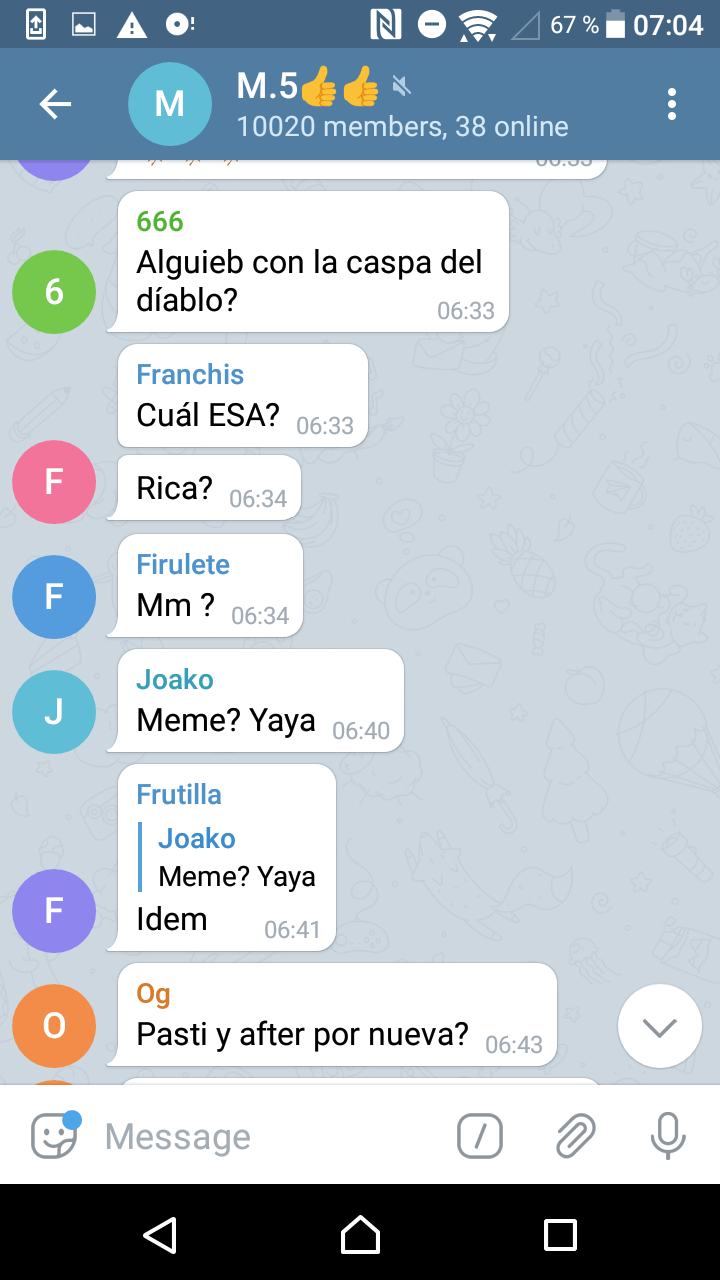 67 % 07:04
M M.5👍👍
10020 members, 38 online
06:33
666
Alguieb con la caspa del
díablo?
06:33
6
Franchis
Cuál ESA? 06:33
Rica? 06:34
F
Firulete
Mm ? 06:34
F
Joako
Meme? Yaya 06:40
J
Frutilla
Joako
Meme? Yaya
Idem 06:41
F
Og
Pasti y after por nueva? 06:43
O
Message